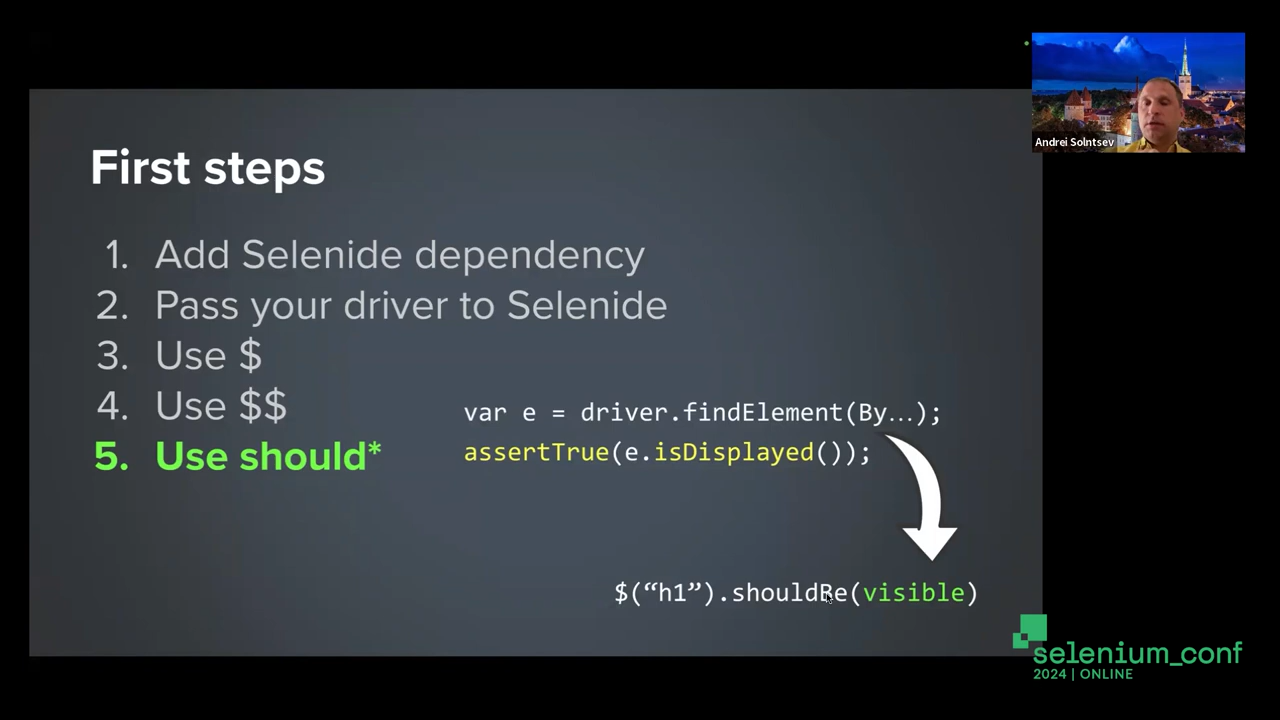 Andrei Solntsev
First steps
1. Add Selenide dependency
2. Pass your driver to Selenide
3. Use $
4. Use $$
5. Use should*
var e = driver.findElement(By…);
assertTrue(e.isDisplayed());
$(“h1”).shouldBe(visible)
selenium_conf
2024 | ONLINE